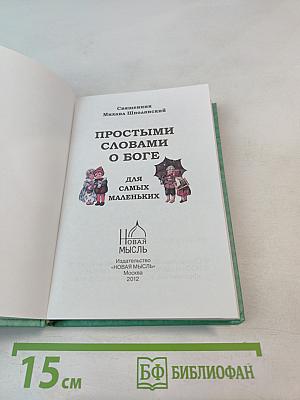 Священник
Михаил Шполянский
ПРОСТЫМИ
СЛОВАМИ
О БОГЕ
ДЛЯ
САМЫХ
МАЛЕНЬКИХ
НОВАЯ
МЫСЛЬ
Издательство
«НОВАЯ МЫСЛЬ»
Москва
2012
15 см
БФ БИБЛИОФАН